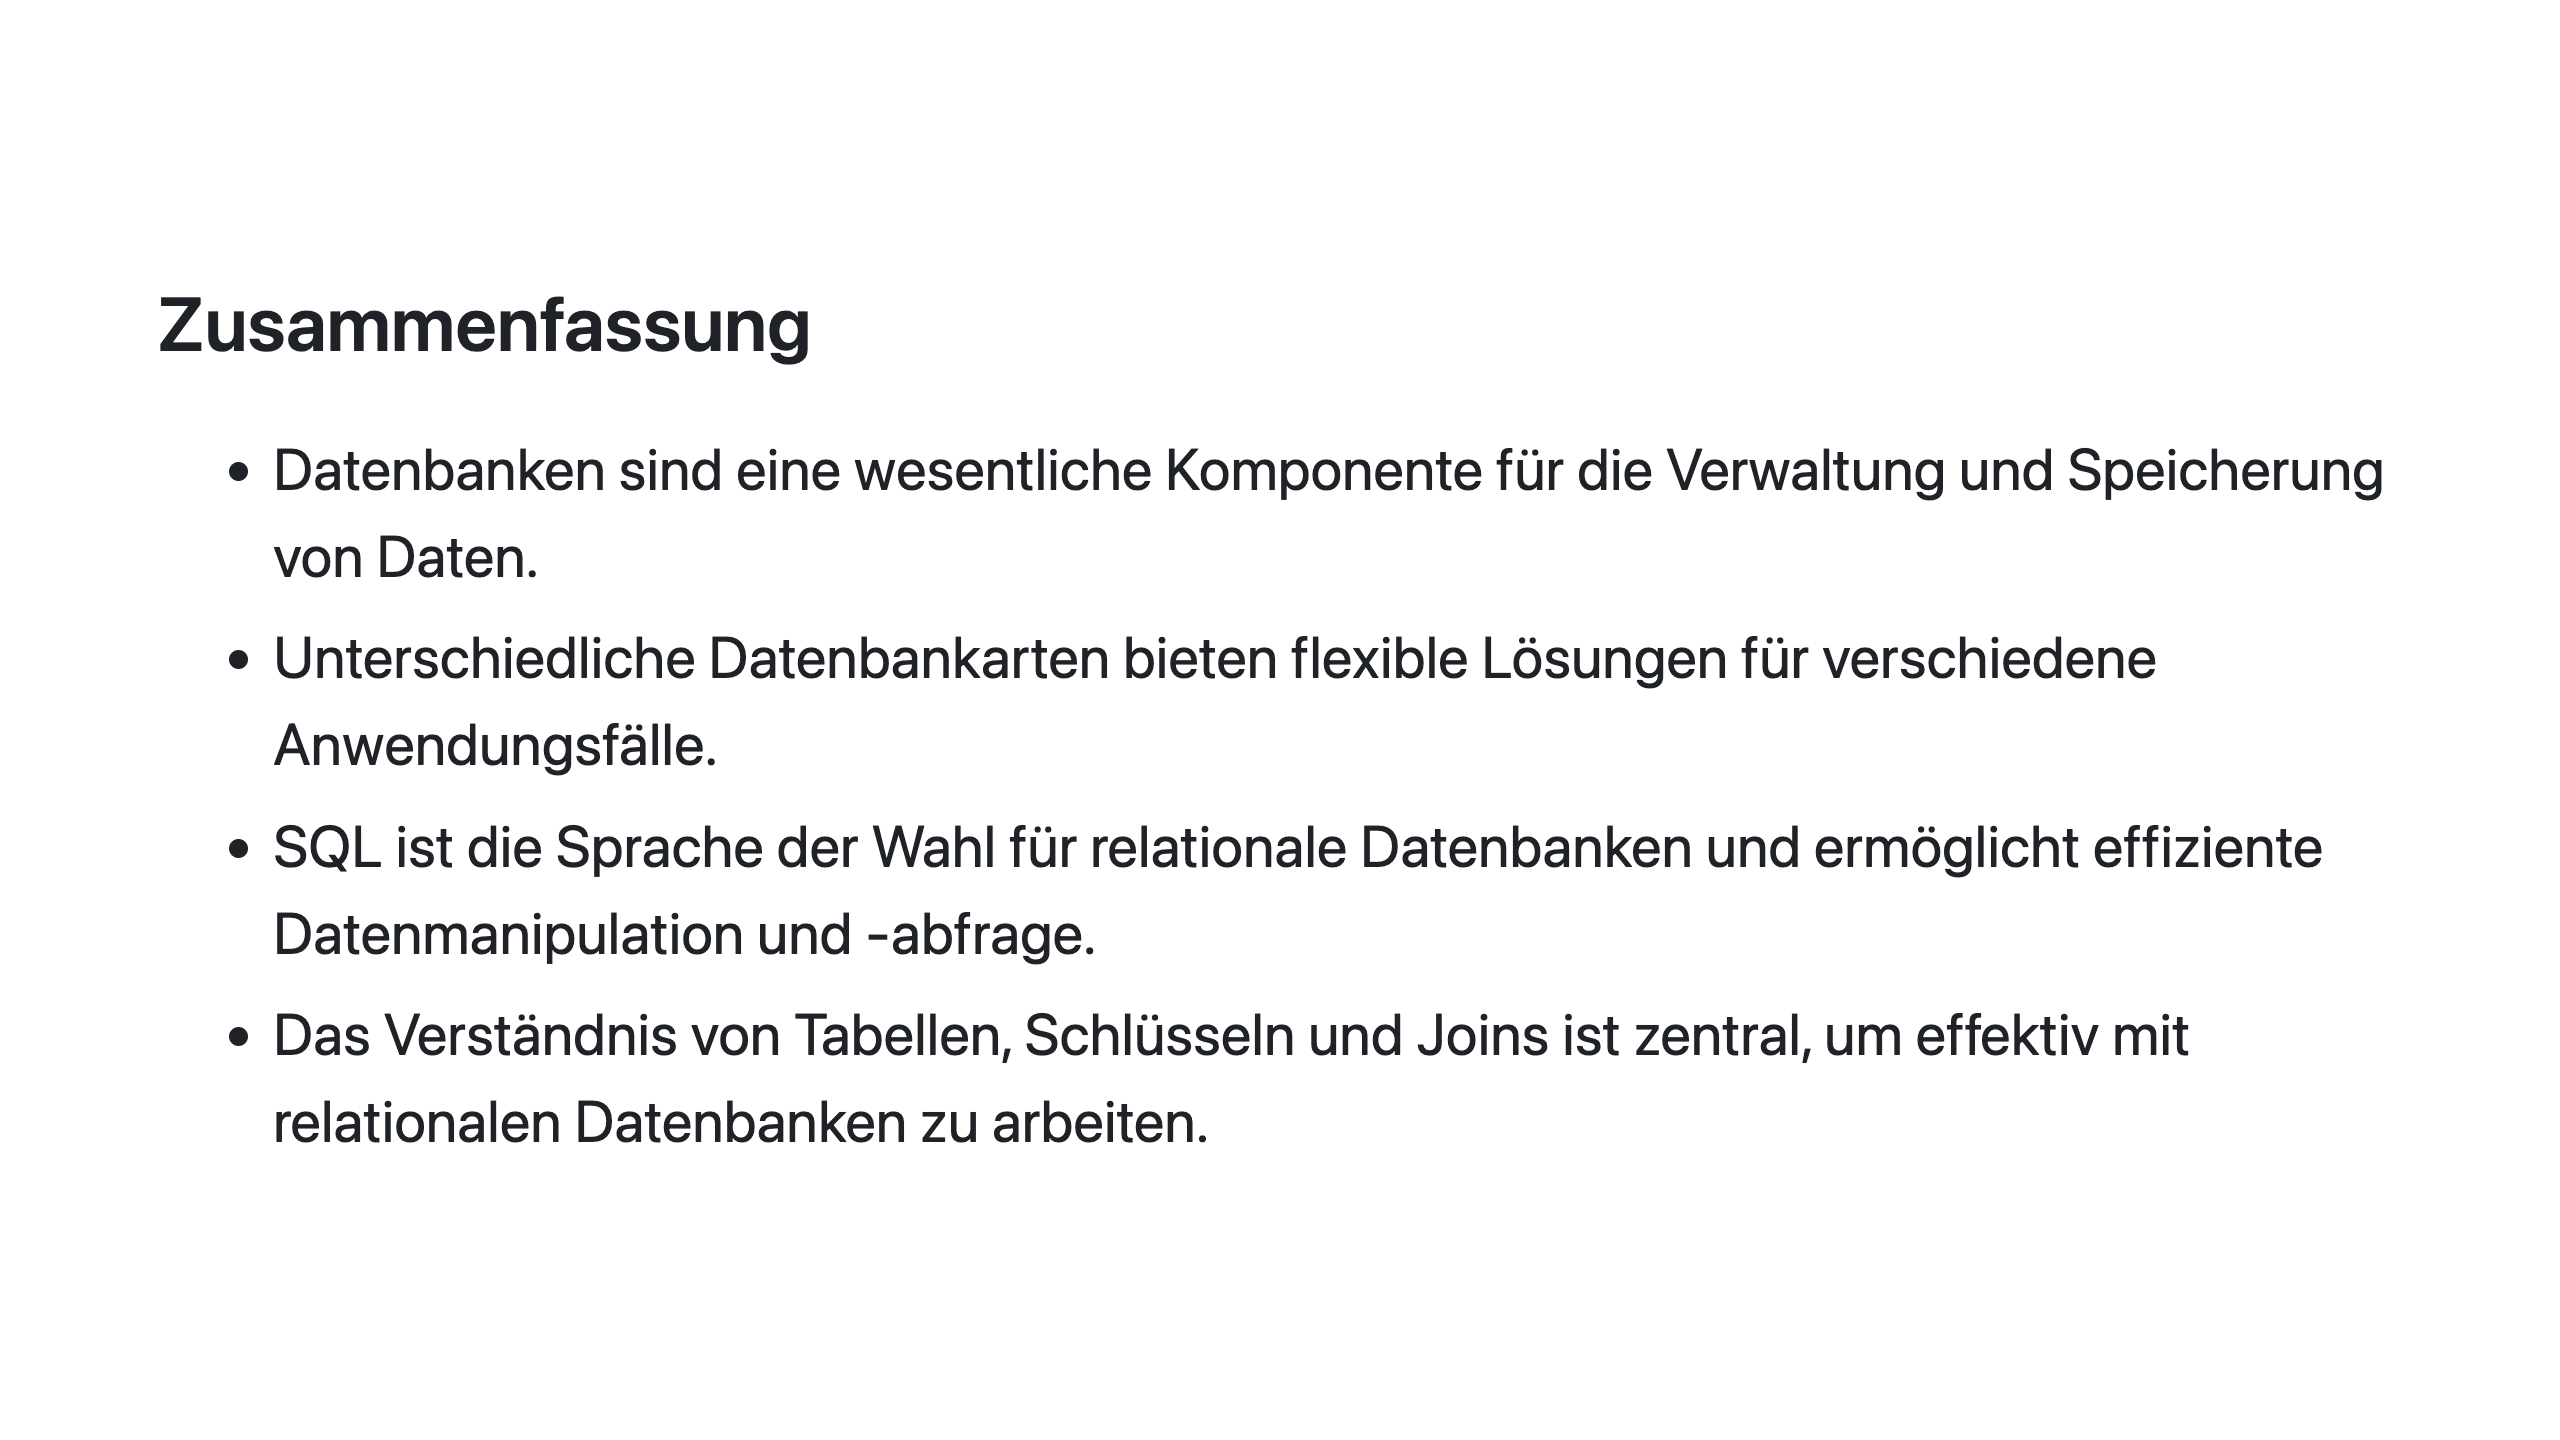 Zusammenfassung
• Datenbanken sind eine wesentliche Komponente für die Verwaltung und Speicherung
von Daten.
• Unterschiedliche Datenbankarten bieten flexible Lösungen für verschiedene
Anwendungsfälle.
• SQL ist die Sprache der Wahl für relationale Datenbanken und ermöglicht effiziente
Datenmanipulation und -abfrage.
• Das Verständnis von Tabellen, Schlüsseln und Joins ist zentral, um effektiv mit
relationalen Datenbanken zu arbeiten.